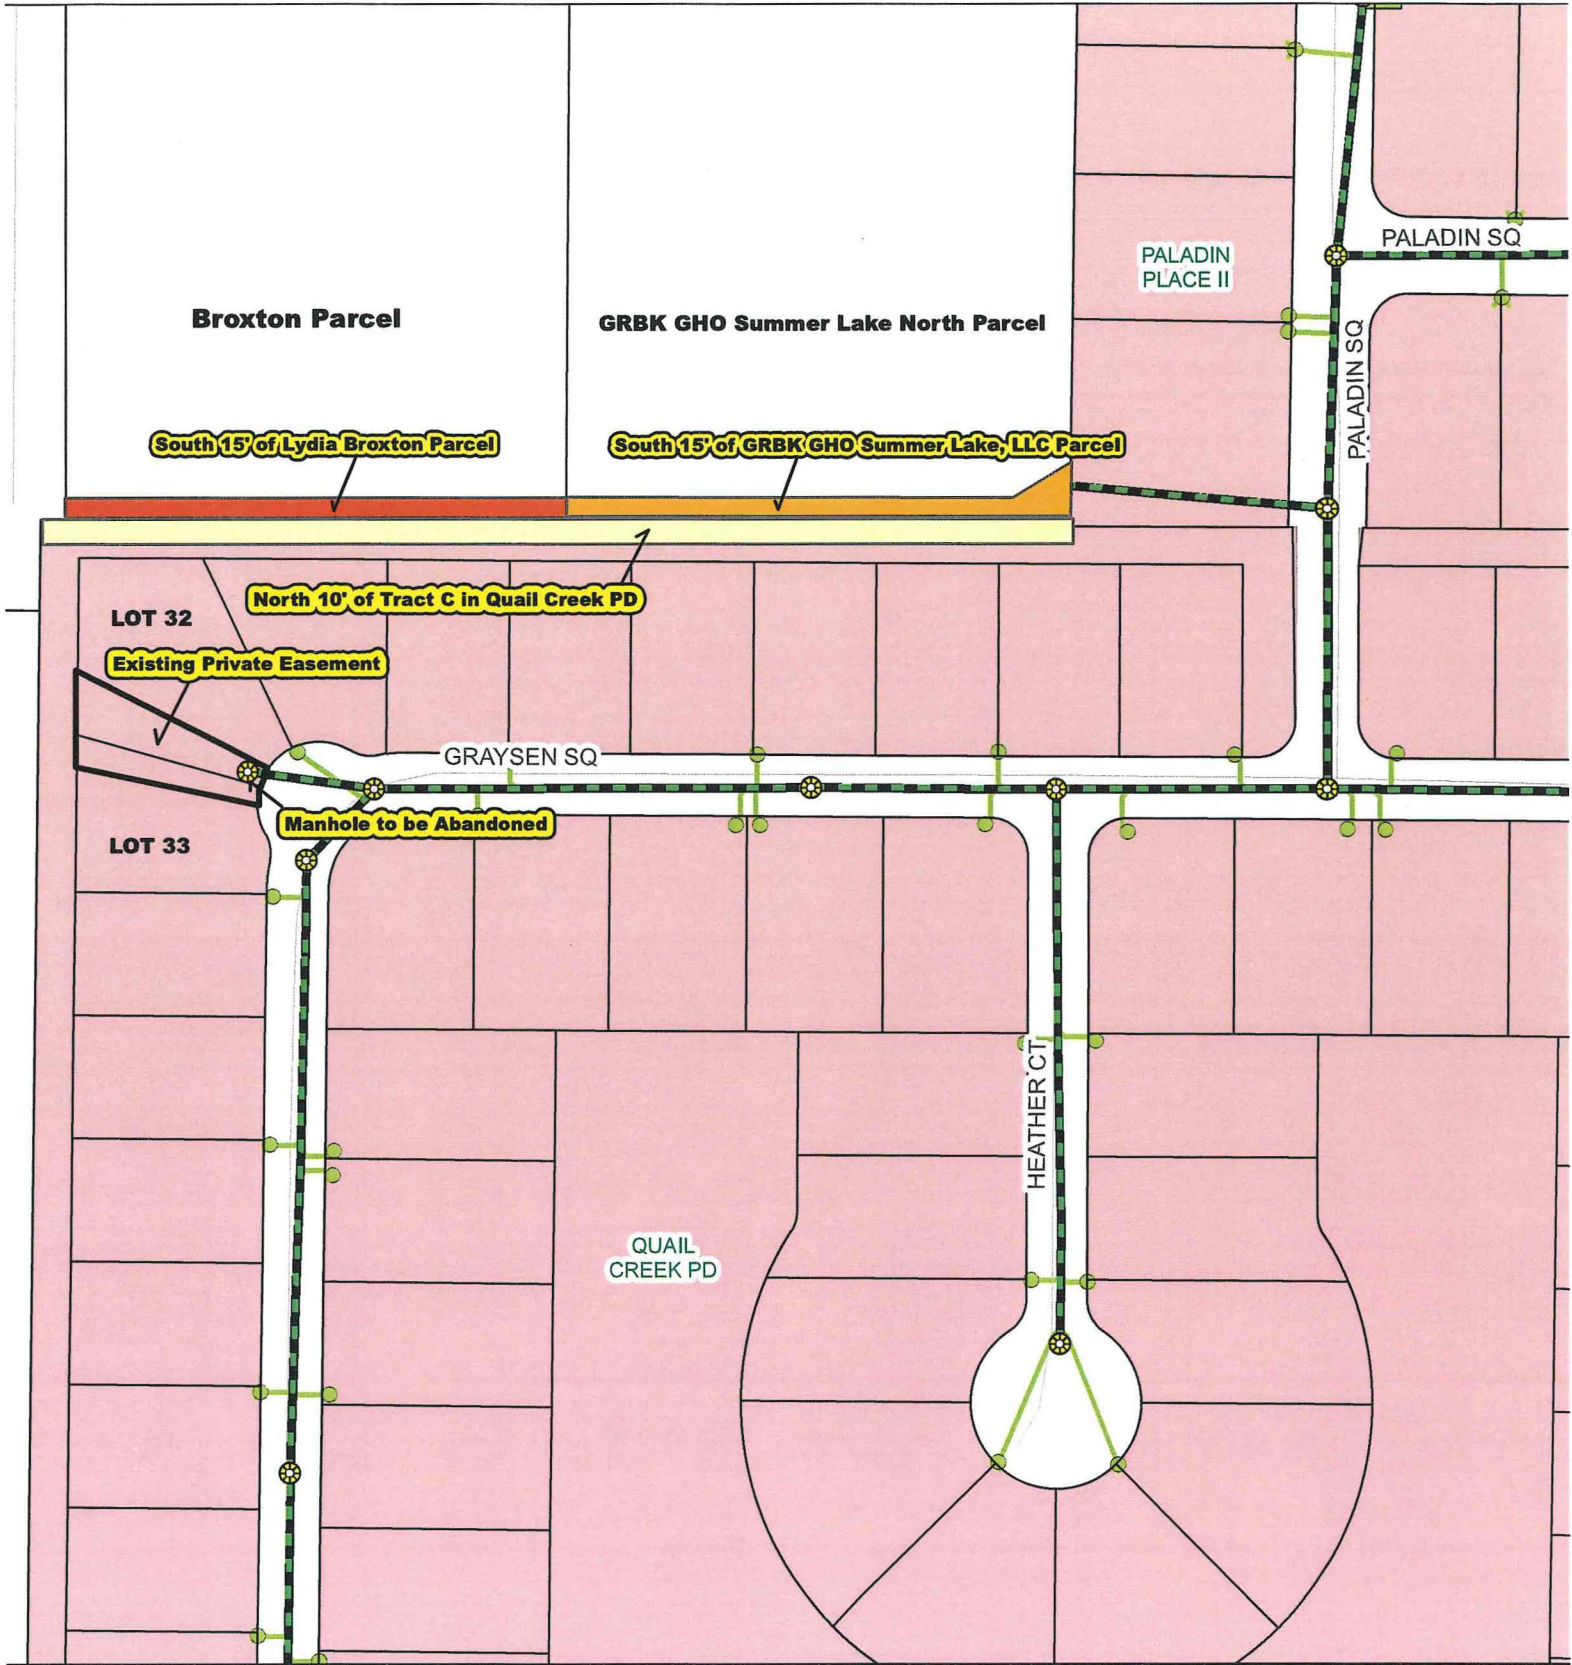 PALADIN SQ
PALADIN
PLACE II
Broxton Parcel
GRBK GHO Summer Lake North Parcel
PALADIN SQ
South 15' of Lydia Broxton Parcel
South 15' of GRBK GHO Summer Lake, LLC Parcel
North 10' of Tract C in Quail Creek PD
LOT 32
Existing Private Easement
GRAYSEN SQ
Manhole to be Abandoned
LOT 33
HEATHER CT
QUAIL
CREEK PD